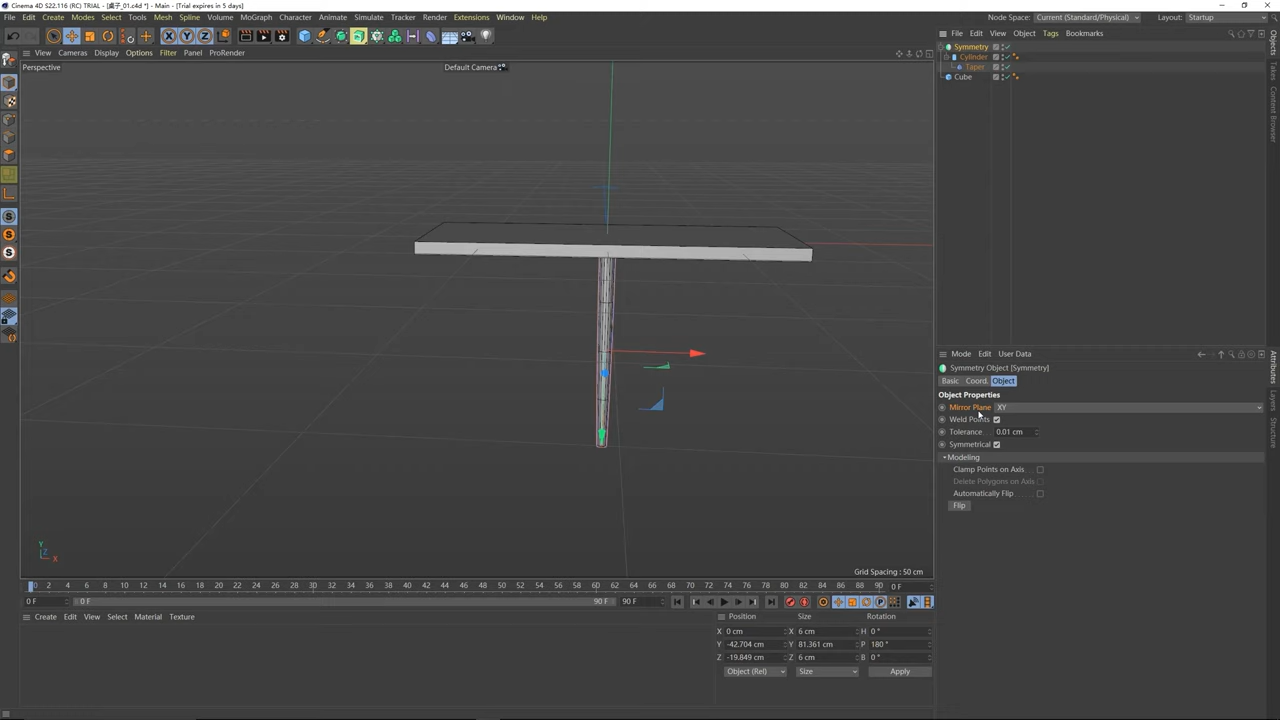 Cinema 4D S22.116 (RC) TRIAL - [桌子_01.c4d *] - Main - [Trial expires in 5 days]
File Edit Create Modes Select Tools Mesh Spline Volume MoGraph Character Animate Simulate Tracker Render Extensions Window Help
Node Space: Current (Standard/Physical) Layout: Startup
View Cameras Display Options Filter Panel ProRender
File Edit View Object Tags Bookmarks
Perspective
Default Camera
Symmetry
Cylinder
Taper
Cube
Objects
Takes
Content Browser
Mode Edit User Data
Symmetry Object [Symmetry]
Basic Coord. Object
Object Properties
Mirror Plane XY
Weld Points
Tolerance 0.01 cm
Symmetrical
Modeling
Clamp Points on Axis
Delete Polygons on Axis
Automatically Flip
Flip
Attributes
Layers
Structure
Y
Z
X
Grid Spacing : 50 cm
0 2 4 6 8 10 12 14 16 18 20 22 24 26 28 30 32 34 36 38 40 42 44 46 48 50 52 54 56 58 60 62 64 66 68 70 72 74 76 78 80 82 84 86 88 90 0 F
0 F 0 F 90 F 90 F
Create Edit View Select Material Texture
Position Size Rotation
X 0 cm X 6 cm H 0 °
Y -42.704 cm Y 81.361 cm P 180 °
Z -19.849 cm Z 6 cm B 0 °
Object (Rel) Size Apply